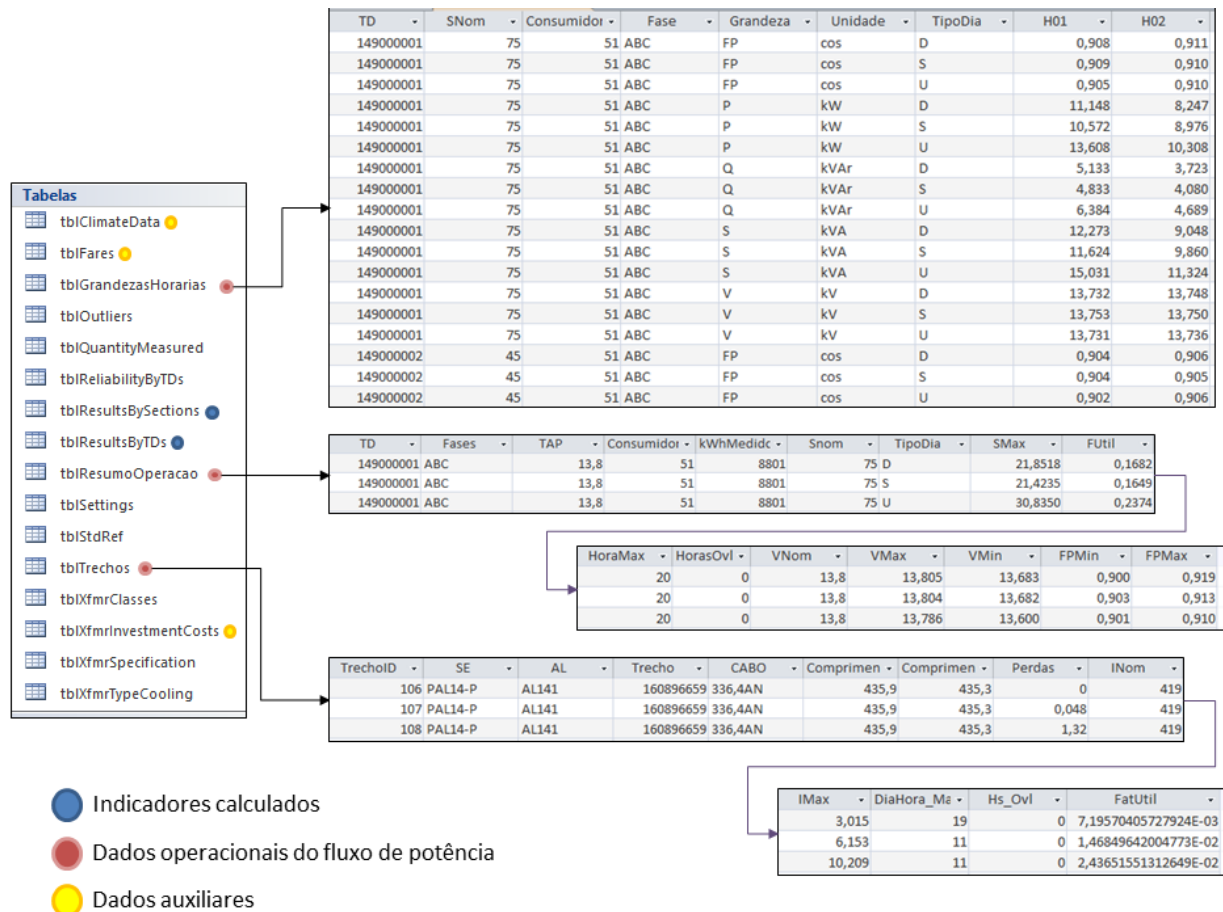 TD SNom Consumidor Fase Grandeza Unidade TipoDia H01 H02
149000001 75 51 ABC FP cos D 0,908 0,911
149000001 75 51 ABC FP cos S 0,909 0,910
149000001 75 51 ABC FP cos U 0,905 0,910
149000001 75 51 ABC P kW D 11,148 8,247
149000001 75 51 ABC P kW S 10,572 8,976
149000001 75 51 ABC P kW U 13,608 10,308
149000001 75 51 ABC Q kVAr D 5,133 3,723
149000001 75 51 ABC Q kVAr S 4,833 4,080
149000001 75 51 ABC Q kVAr U 6,384 4,689
149000001 75 51 ABC S kVA D 12,273 9,048
149000001 75 51 ABC S kVA S 11,624 9,860
149000001 75 51 ABC S kVA U 15,031 11,324
149000001 75 51 ABC V kV D 13,732 13,748
149000001 75 51 ABC V kV S 13,753 13,750
149000001 75 51 ABC V kV U 13,731 13,736
149000002 45 51 ABC FP cos D 0,904 0,906
149000002 45 51 ABC FP cos S 0,904 0,905
149000002 45 51 ABC FP cos U 0,902 0,906
Tabelas
tblClimateData
tblFares
tblGrandezasHorarias
tblOutliers
tblQuantityMeasured
tblReliabilityByTDs
tblResultsBySections
tblResultsByTDs
tblResumoOperacao
tblSettings
tblStdRef
tblTrechos
tblXfmrClasses
tblXfmrInvestmentCosts
tblXfmrSpecification
tblXfmrTypeCooling
TD Fases TAP Consumidor kWhMedidc Snom TipoDia SMax FUtil
149000001 ABC 13,8 51 8801 75 D 21,8518 0,1682
149000001 ABC 13,8 51 8801 75 S 21,4235 0,1649
149000001 ABC 13,8 51 8801 75 U 30,8350 0,2374
HoraMax HorasOvl VNom VMax VMin FPMin FPMax
20 0 13,8 13,805 13,683 0,900 0,919
20 0 13,8 13,804 13,682 0,903 0,913
20 0 13,8 13,786 13,600 0,901 0,910
TrechoID SE AL Trecho CABO Comprimen Comprimen Perdas INom
106 PAL14-P AL141 160896659 336,4AN 435,9 435,3 0 419
107 PAL14-P AL141 160896659 336,4AN 435,9 435,3 0,048 419
108 PAL14-P AL141 160896659 336,4AN 435,9 435,3 1,32 419
IMax DiaHora_Ma Hs_Ovl FatUtil
3,015 19 0 7,19570405727924E-03
6,153 11 0 1,46849642004773E-02
10,209 11 0 2,43651551312649E-02
Indicadores calculados
Dados operacionais do fluxo de potência
Dados auxiliares